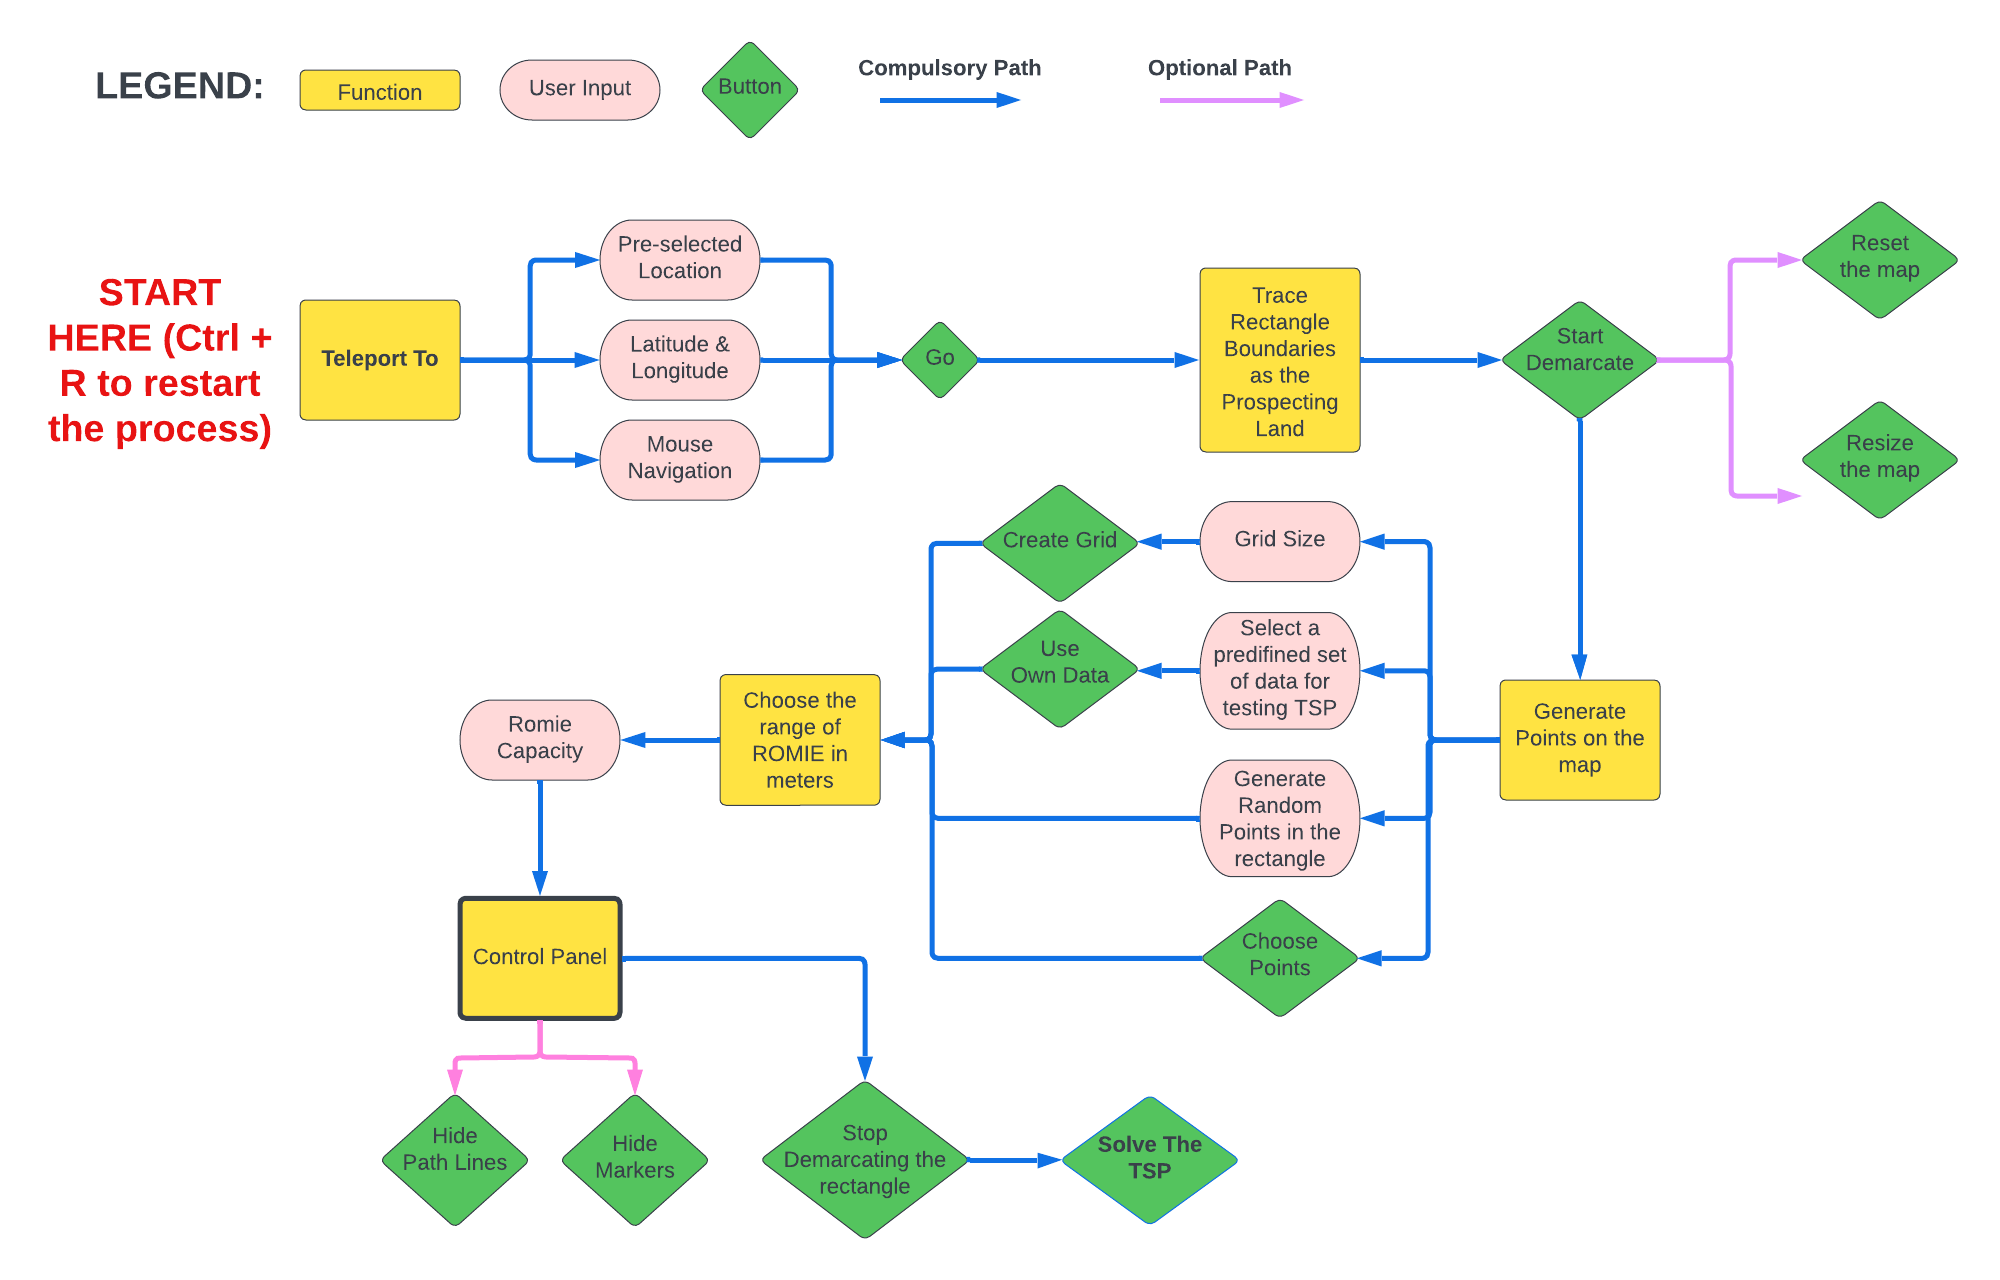 LEGEND:
Function
User Input
Button
Compulsory Path
Optional Path
START
HERE (Ctrl +
R to restart
the process)
Teleport To
Pre-selected
Location
Latitude &
Longitude
Mouse
Navigation
Go
Trace
Rectangle
Boundaries
as the
Prospecting
Land
Start
Demarcate
Reset
the map
Resize
the map
Generate
Points on the
map
Grid Size
Create Grid
Select a
predifined set
of data for
testing TSP
Use
Own Data
Generate
Random
Points in the
rectangle
Choose
Points
Choose the
range of
ROMIE in
meters
Romie
Capacity
Control Panel
Hide
Path Lines
Hide
Markers
Stop
Demarcating the
rectangle
Solve The
TSP